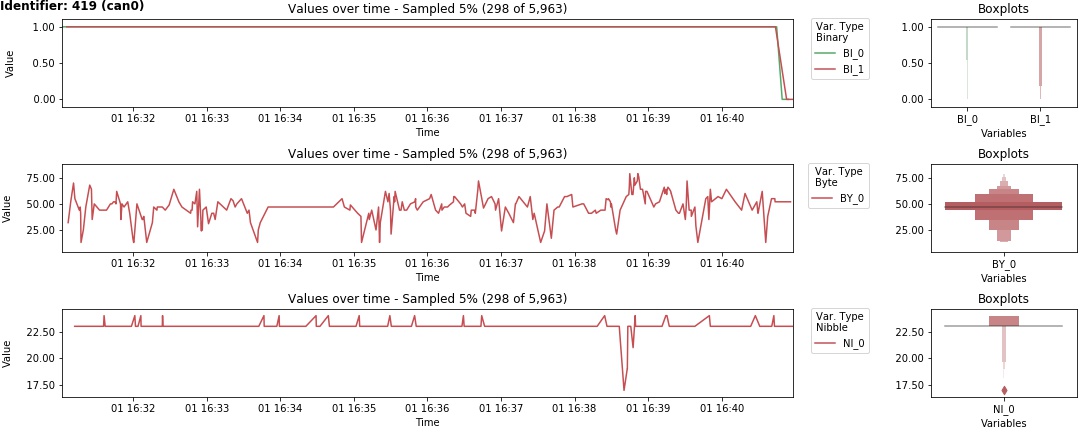 Identifier: 419 (can0)
Values over time - Sampled 5% (298 of 5,963)
Value
1.00
0.50
0.00
01 16:32 01 16:33 01 16:34 01 16:35 01 16:36 01 16:37 01 16:38 01 16:39 01 16:40
Time
Var. Type
Binary
BI_0
BI_1
Boxplots
1.00
0.50
0.00
BI_0 BI_1
Variables
Values over time - Sampled 5% (298 of 5,963)
Value
75.00
50.00
25.00
01 16:32 01 16:33 01 16:34 01 16:35 01 16:36 01 16:37 01 16:38 01 16:39 01 16:40
Time
Var. Type
Byte
BY_0
Boxplots
75.00
50.00
25.00
BY_0
Variables
Values over time - Sampled 5% (298 of 5,963)
Value
22.50
20.00
17.50
01 16:32 01 16:33 01 16:34 01 16:35 01 16:36 01 16:37 01 16:38 01 16:39 01 16:40
Time
Var. Type
Nibble
NI_0
Boxplots
22.50
20.00
17.50
NI_0
Variables